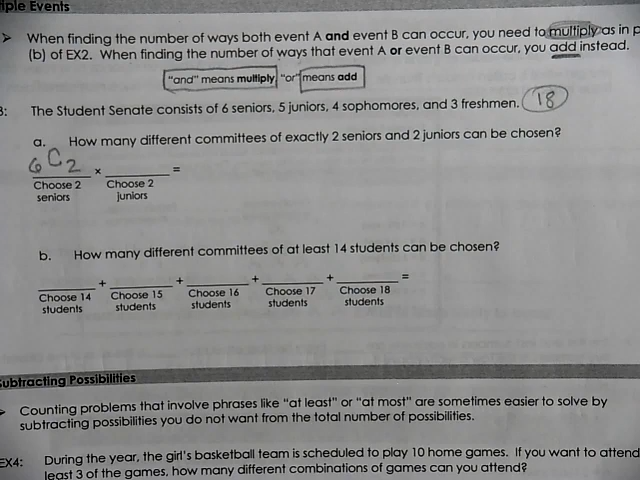 iple Events
➢ When finding the number of ways both event A and event B can occur, you need to multiply as in p
(b) of EX2. When finding the number of ways that event A or event B can occur, you add instead.
"and" means multiply, "or" means add
3: The Student Senate consists of 6 seniors, 5 juniors, 4 sophomores, and 3 freshmen. 18
a. How many different committees of exactly 2 seniors and 2 juniors can be chosen?
6C2 × =
Choose 2 Choose 2
seniors juniors
b. How many different committees of at least 14 students can be chosen?
+ + + + =
Choose 14 Choose 15 Choose 16 Choose 17 Choose 18
students students students students students
Subtracting Possibilities
Counting problems that involve phrases like "at least" or "at most" are sometimes easier to solve by
subtracting possibilities you do not want from the total number of possibilities.
EX4: During the year, the girl's basketball team is scheduled to play 10 home games. If you want to attend
least 3 of the games, how many different combinations of games can you attend?